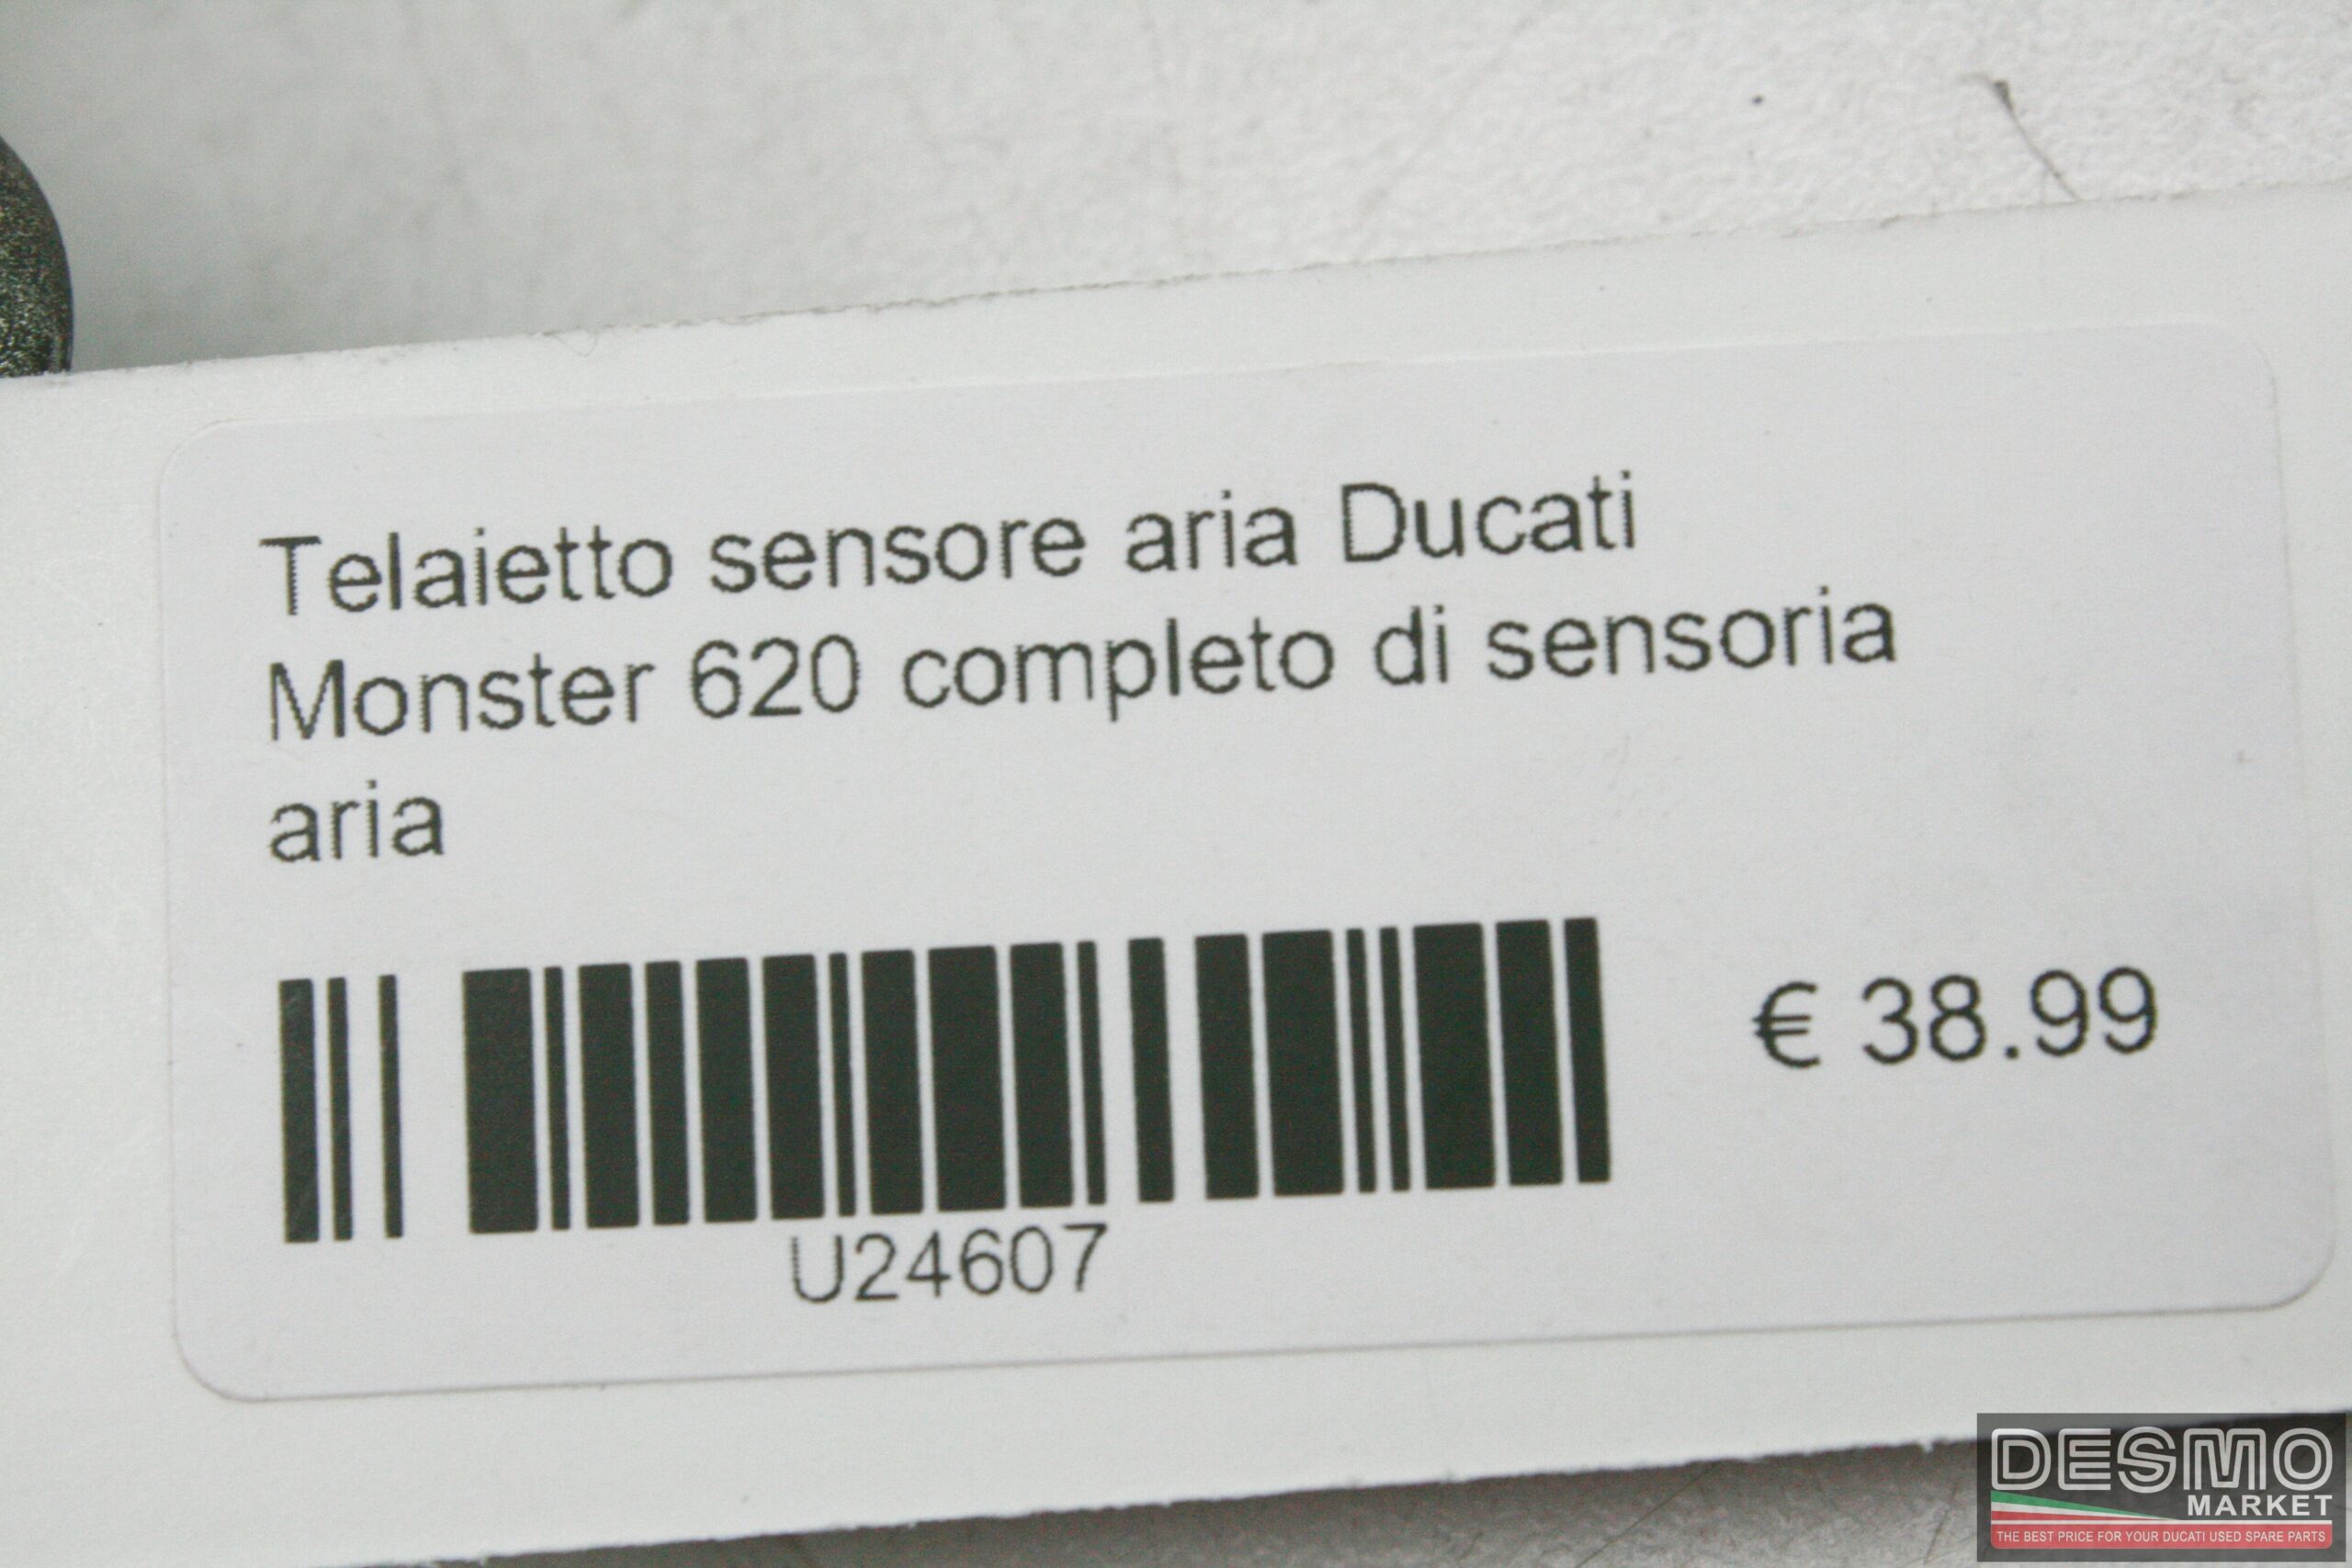 Telaietto sensore aria Ducati
Monster 620 completo di sensoria
aria
€ 38.99
U24607
DESMO
MARKET
THE BEST PRICE FOR YOUR DUCATI USED SPARE PARTS